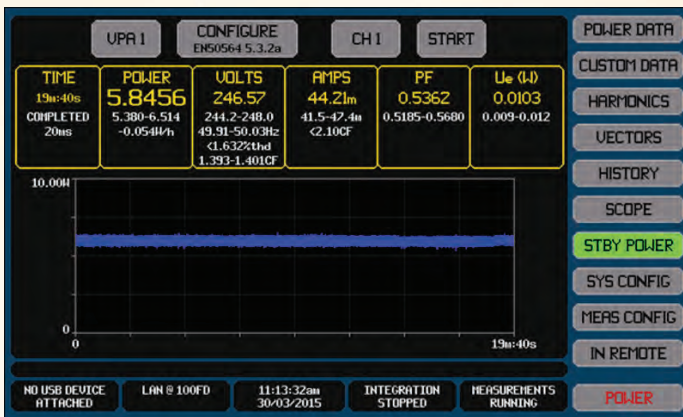 UPA 1
CONFIGURE
EN50564 5.3.2a
CH 1
START
TIME
19m:40s
COMPLETED
20ms
POWER
5.8456
5.380-6.514
-0.054W/h
VOLTS
246.57
244.2-248.0
49.91-50.03Hz
<1.632%thd
1.393-1.401CF
AMPS
44.21m
41.5-47.4m
<2.10CF
PF
0.5362
0.5185-0.5680
Ue (W)
0.0103
0.009-0.012
10.00W
0
0
19m:40s
POWER DATA
CUSTOM DATA
HARMONICS
VECTORS
HISTORY
SCOPE
STBY POWER
SYS CONFIG
MEAS CONFIG
IN REMOTE
NO USB DEVICE
ATTACHED
LAN @ 100FD
11:13:32am
30/03/2015
INTEGRATION
STOPPED
MEASUREMENTS
RUNNING
POWER